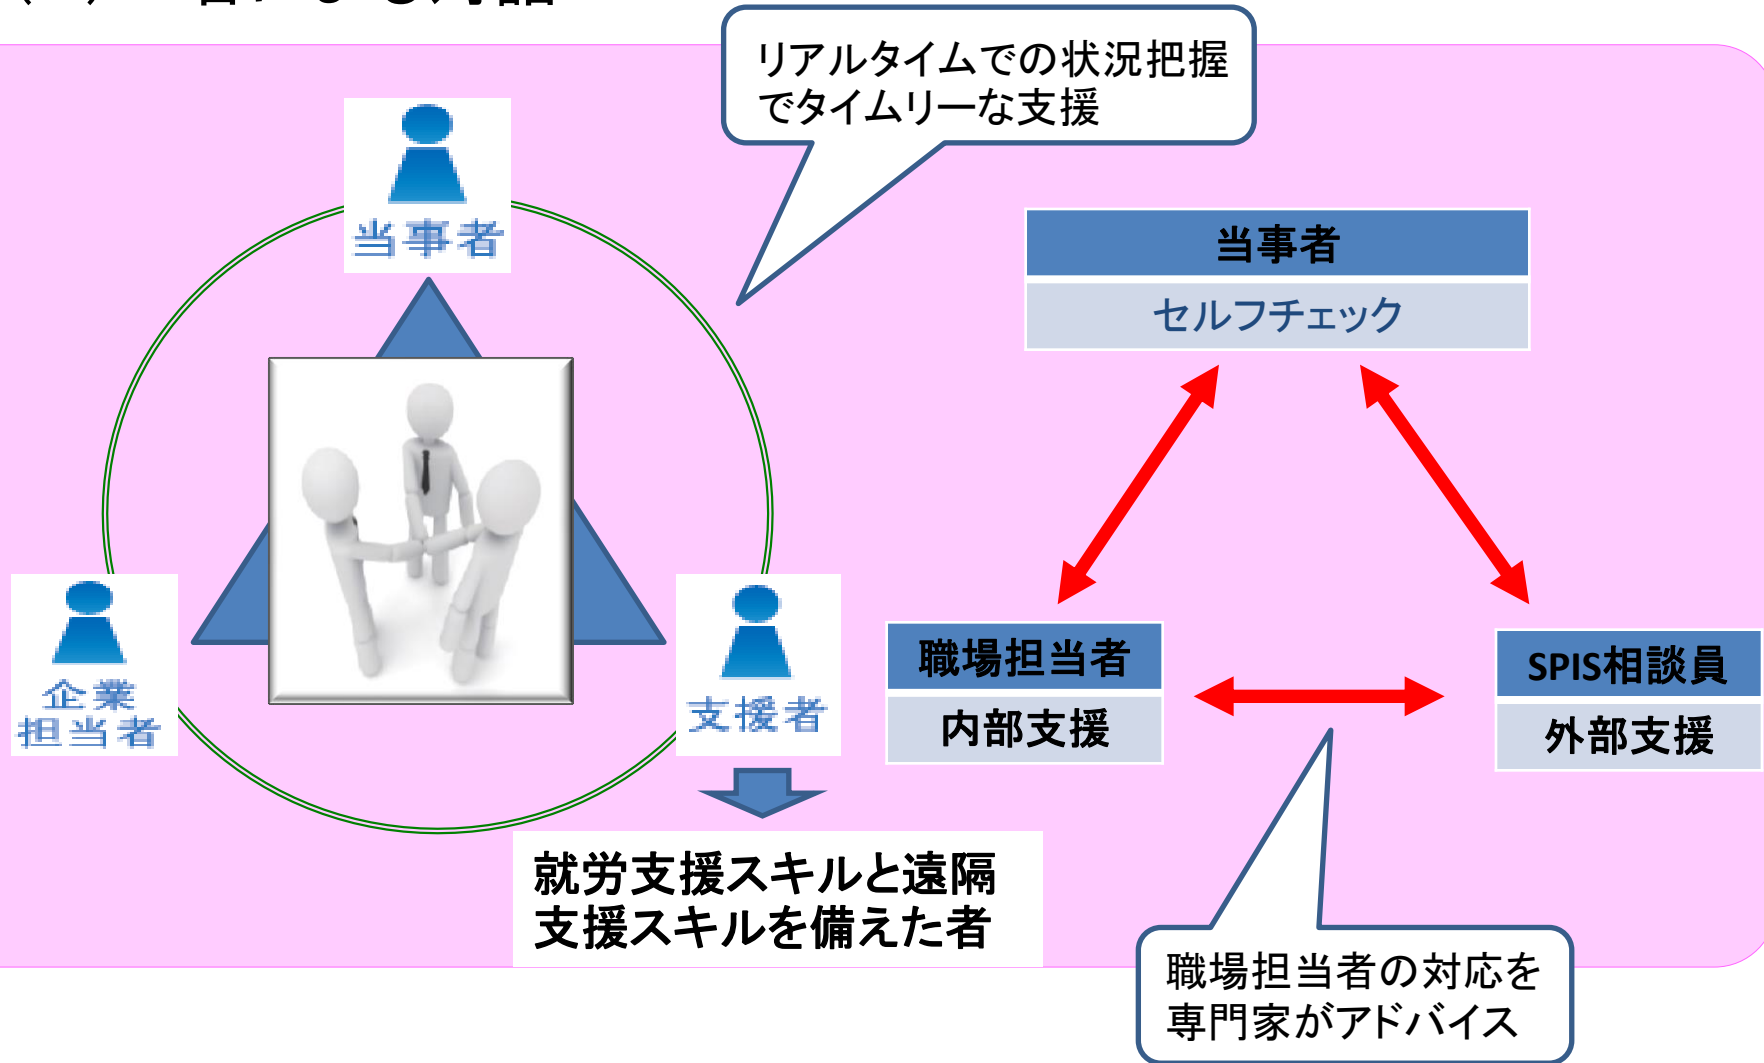 による対話
リアルタイムでの状況把握
でタイムリーな支援
当事者
企業
担当者
支援者
就労支援スキルと遠隔
支援スキルを備えた者
当事者
セルフチェック
職場担当者
内部支援
SPIS相談員
外部支援
職場担当者の対応を
専門家がアドバイス